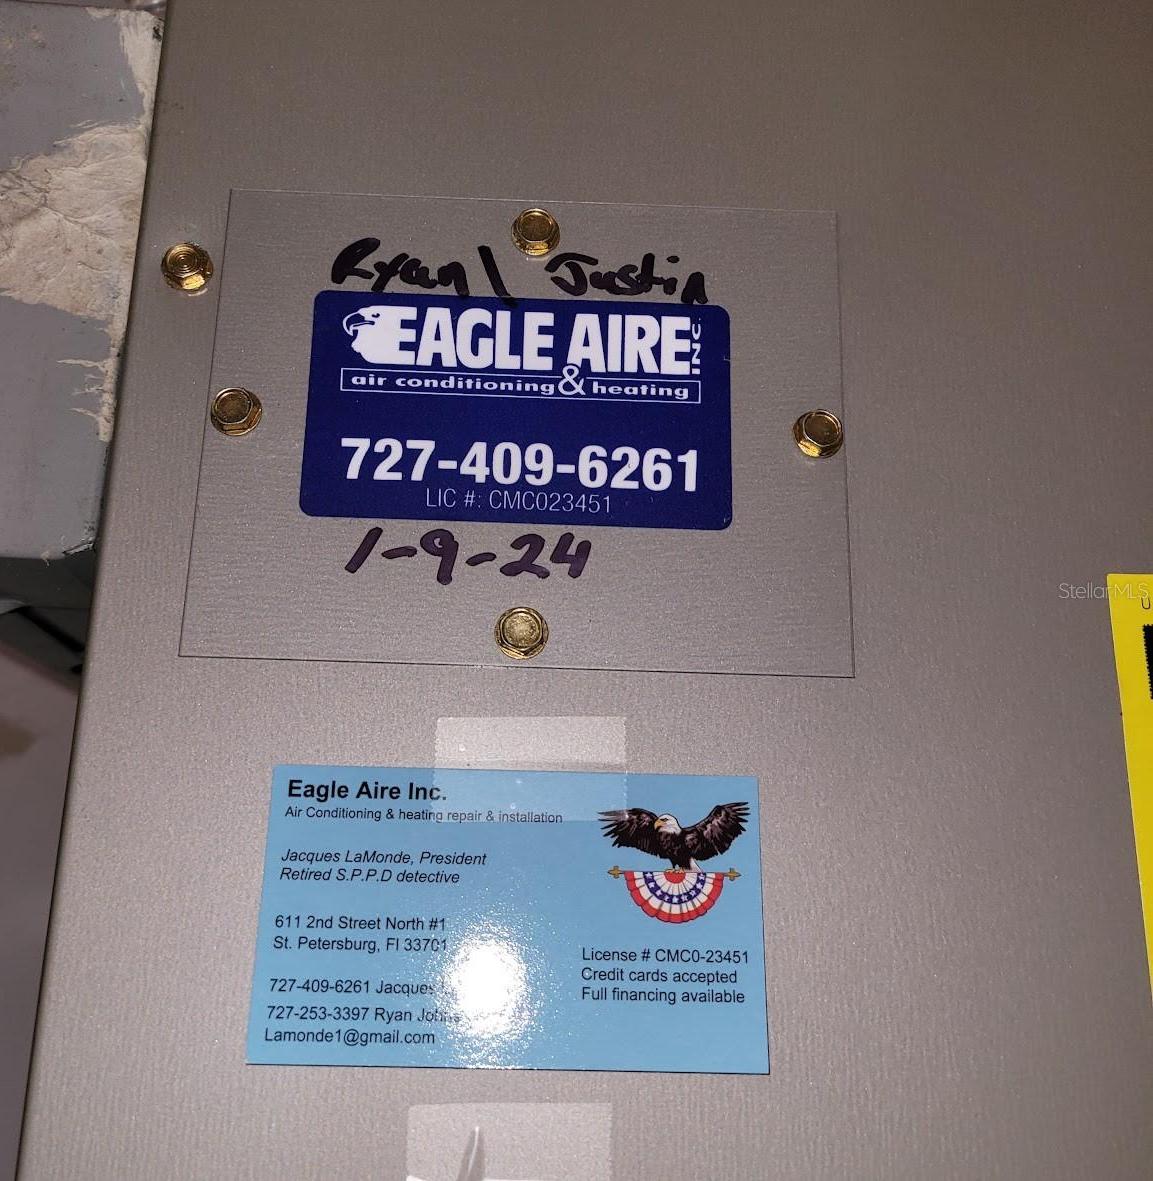 Ryan \ Justin
EAGLE AIRE INC.
air conditioning & heating
727-409-6261
LIC #: CMC023451
1-9-24
StellarMLS
U
Eagle Aire Inc.
Air Conditioning & heating repair & installation
Jacques LaMonde, President
Retired S.P.P.D detective
611 2nd Street North #1
St. Petersburg, Fl 33701
727-409-6261 Jacques
727-253-3397 Ryan
Lamonde1@gmail.com
License # CMC0-23451
Credit cards accepted
Full financing available